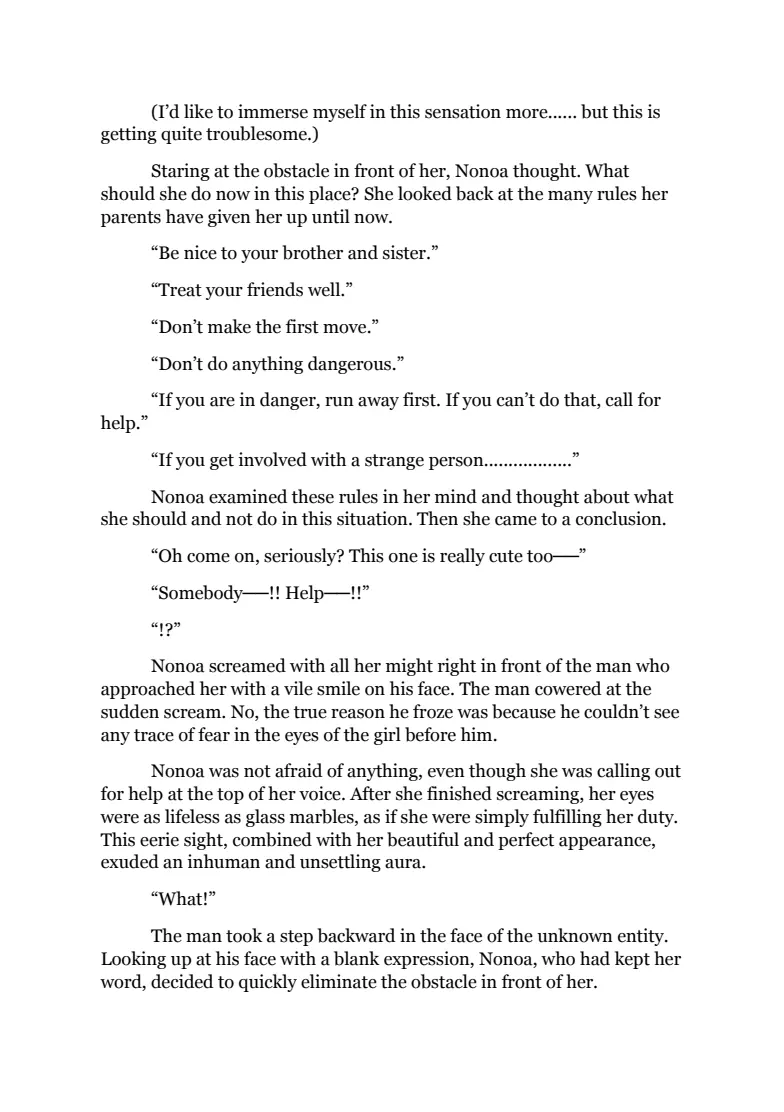 (I’d like to immerse myself in this sensation more...... but this is
getting quite troublesome.)
Staring at the obstacle in front of her, Nonoa thought. What
should she do now in this place? She looked back at the many rules her
parents have given her up until now.
“Be nice to your brother and sister.”
“Treat your friends well.”
“Don’t make the first move.”
“Don’t do anything dangerous.”
“If you are in danger, run away first. If you can’t do that, call for
help.”
“If you get involved with a strange person..................”
Nonoa examined these rules in her mind and thought about what
she should and not do in this situation. Then she came to a conclusion.
“Oh come on, seriously? This one is really cute too──”
“Somebody──!! Help──!!”
“!?”
Nonoa screamed with all her might right in front of the man who
approached her with a vile smile on his face. The man cowered at the
sudden scream. No, the true reason he froze was because he couldn’t see
any trace of fear in the eyes of the girl before him.
Nonoa was not afraid of anything, even though she was calling out
for help at the top of her voice. After she finished screaming, her eyes
were as lifeless as glass marbles, as if she were simply fulfilling her duty.
This eerie sight, combined with her beautiful and perfect appearance,
exuded an inhuman and unsettling aura.
“What!”
The man took a step backward in the face of the unknown entity.
Looking up at his face with a blank expression, Nonoa, who had kept her
word, decided to quickly eliminate the obstacle in front of her.